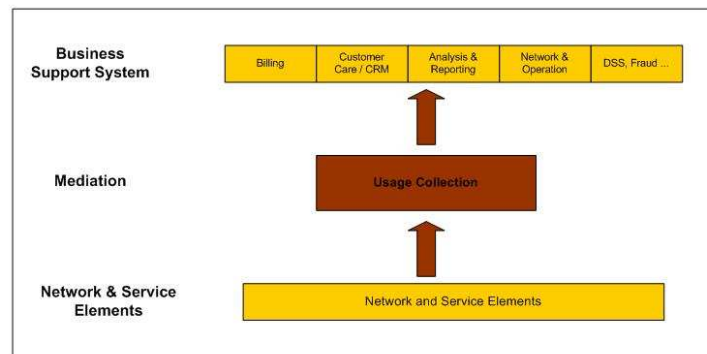 Business
Support System
Billing
Customer
Care / CRM
Analysis &
Reporting
Network &
Operation
DSS, Fraud ...
Mediation
Usage Collection
Network & Service
Elements
Network and Service Elements